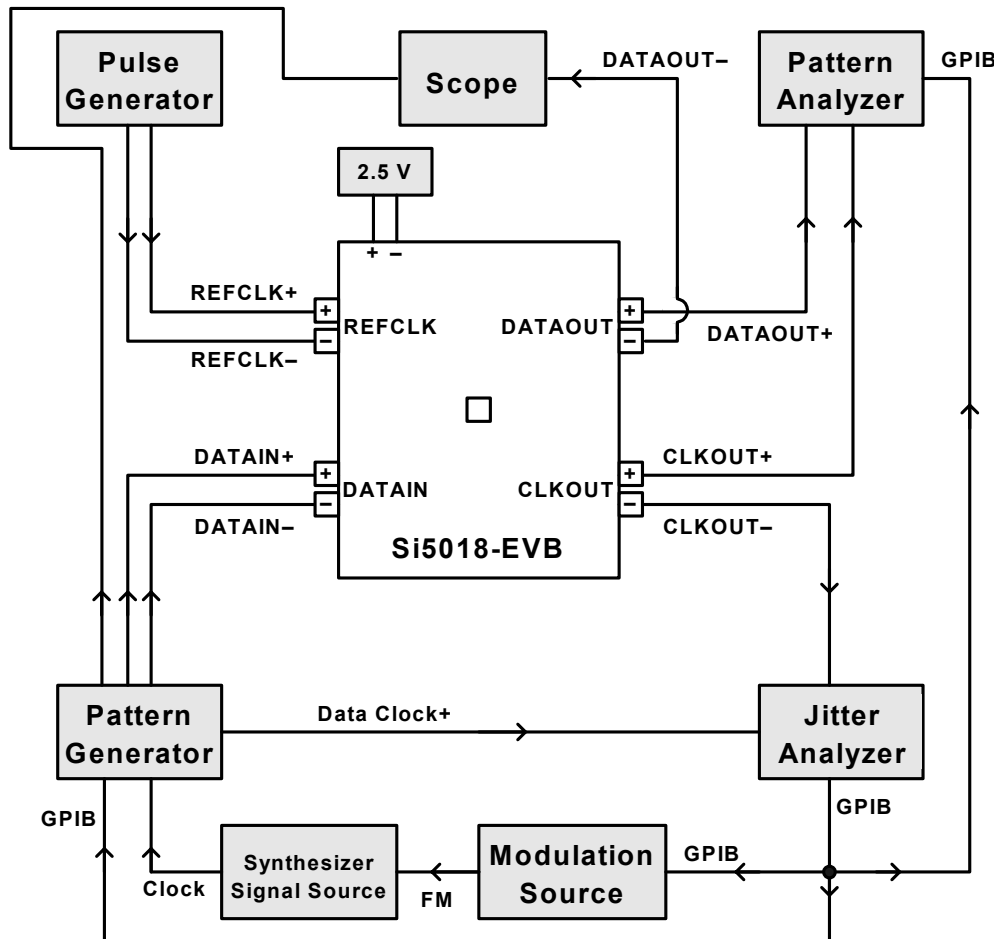 Pulse
Generator
Scope
DATAOUT–
Pattern
Analyzer
GPIB
2.5 V
+ –
REFCLK+
+
REFCLK
–
REFCLK–
DATAOUT
+
–
DATAOUT+
DATAIN+
+
DATAIN
–
DATAIN–
CLKOUT+
+
CLKOUT
–
CLKOUT–
Si5018-EVB
Pattern
Generator
Data Clock+
Jitter
Analyzer
GPIB
GPIB
Clock
Synthesizer
Signal Source
FM
Modulation
Source
GPIB